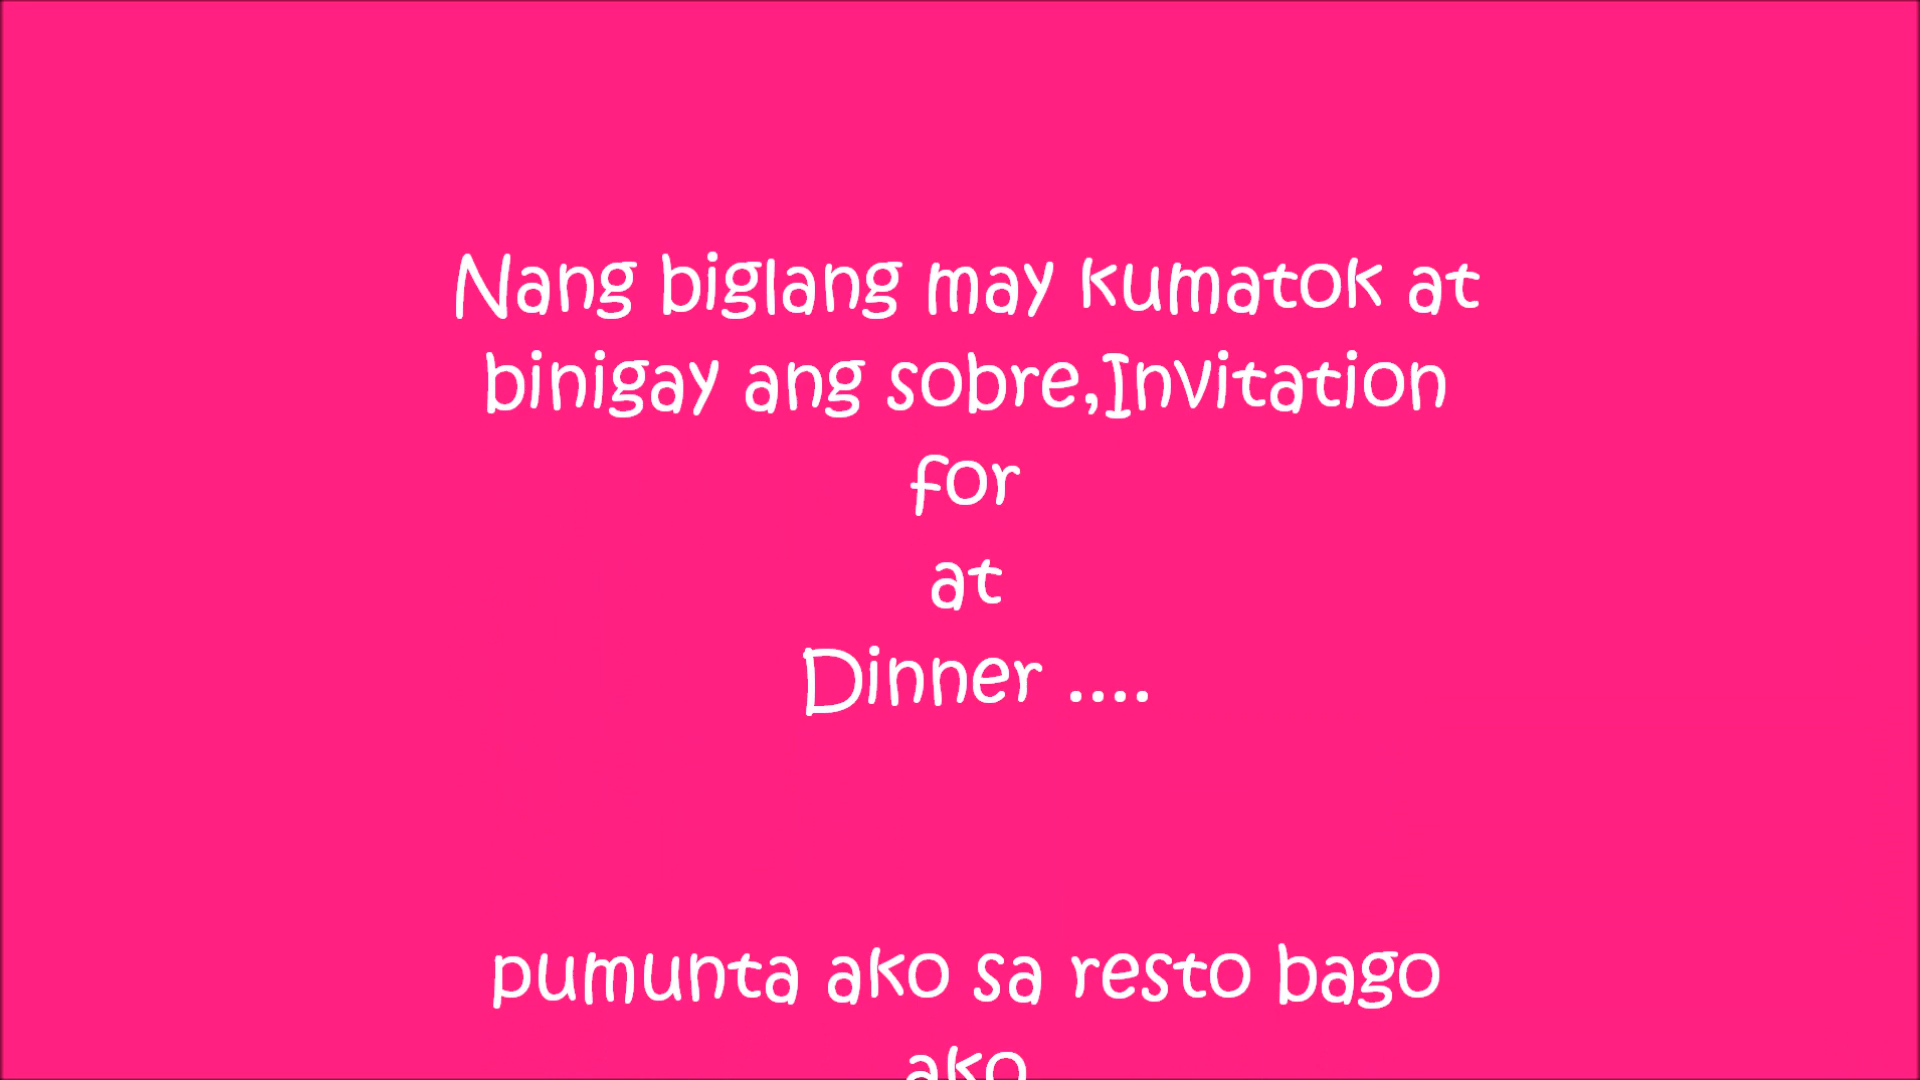 Nang biglang may kumatok at
binigay ang sobre,Invitation
for
at
Dinner ....
pumunta ako sa resto bago
ako